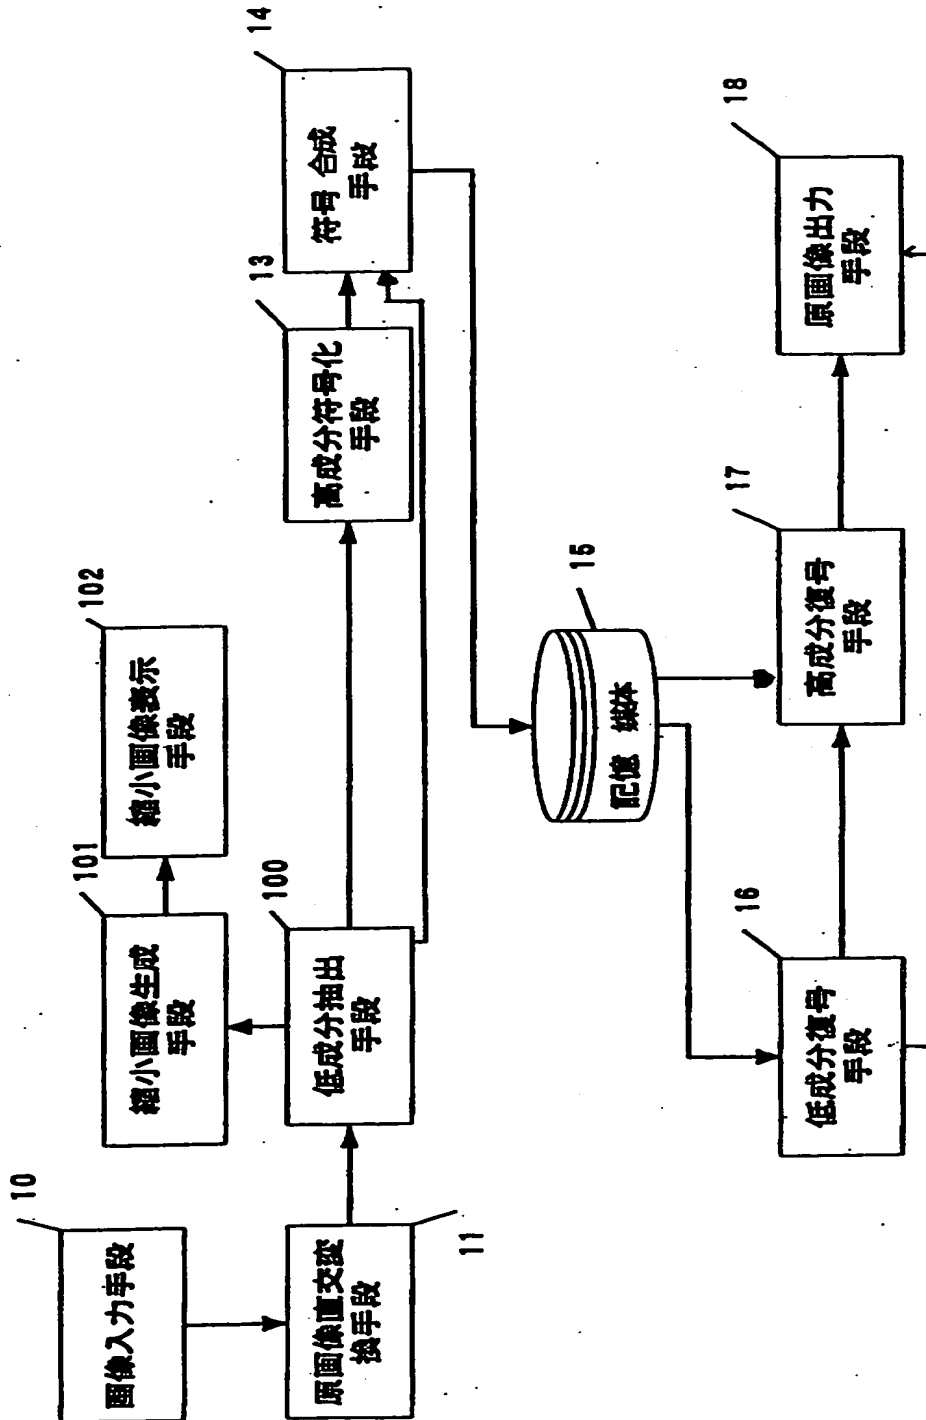 10
画像入力手段
11
原画像直交変
換手段
101
縮小画像生成
手段
102
縮小画像表示
手段
100
低成分抽出
手段
13
高成分符号化
手段
14
符号 合成
手段
15
記憶 媒体
16
低成分復号
手段
17
高成分復号
手段
18
原画像出力
手段